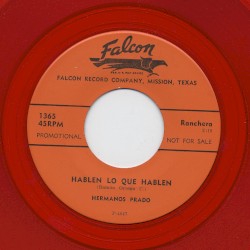 Falcon
FALCON RECORD COMPANY, MISSION, TEXAS
1365
45RPM
PROMOTIONAL
Ranchera
NOT FOR SALE
HABLEN LO QUE HABLEN
HERMANOS PRADO